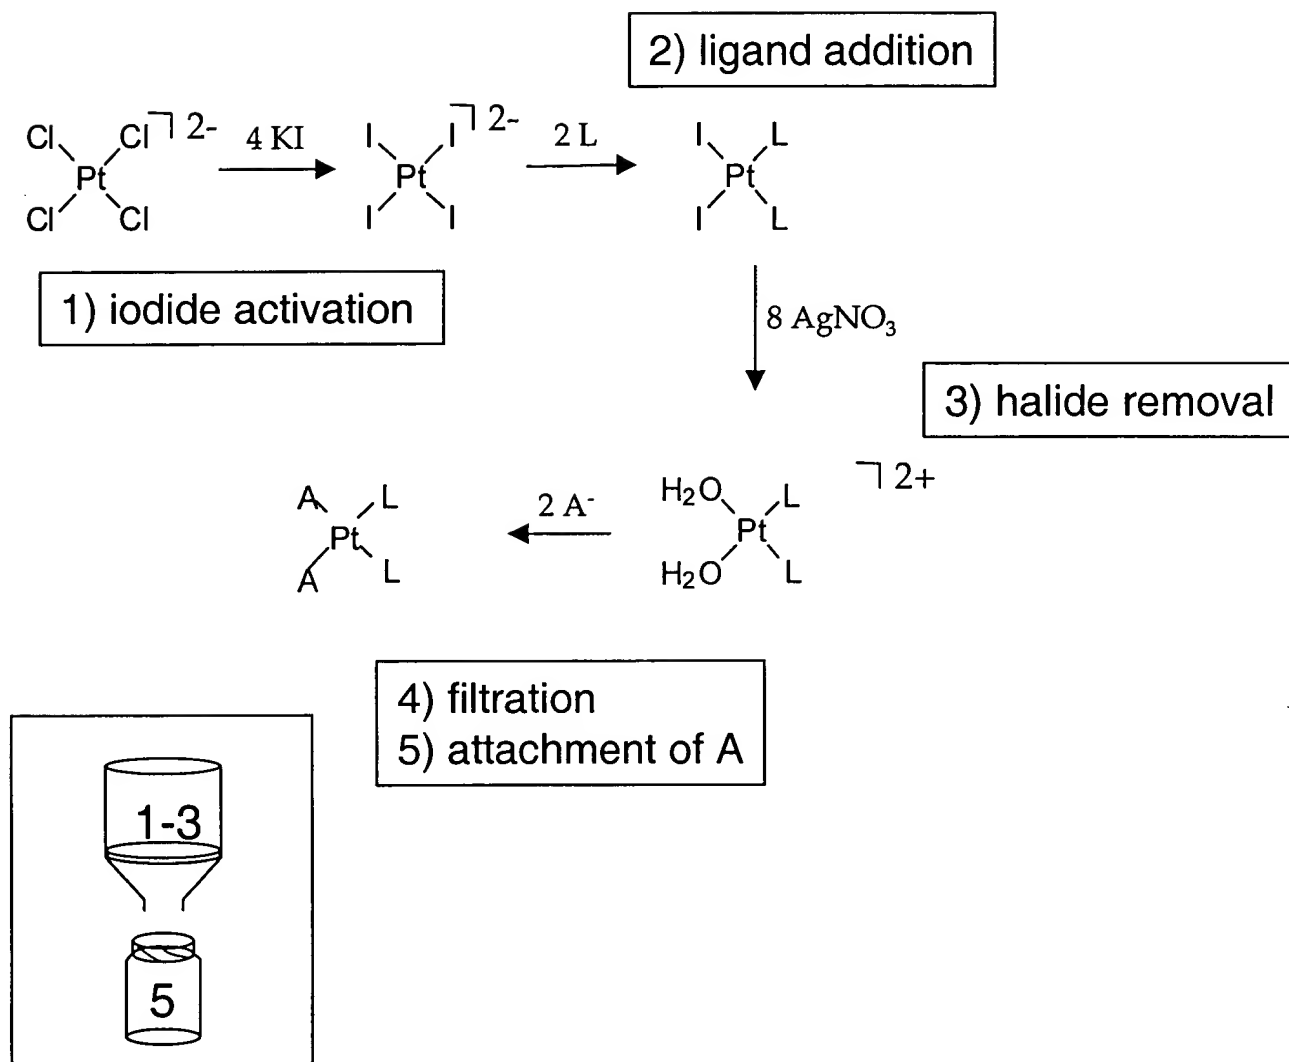 2) ligand addition
Cl Cl ⎤ 2- 4 KI I I ⎤ 2- 2 L I L
Pt Pt Pt
Cl Cl I I I L
1) iodide activation
8 AgNO₃
3) halide removal
A L 2 A⁻ H₂O L ⎤ 2+
Pt Pt
A L H₂O L
4) filtration
5) attachment of A
1-3
5